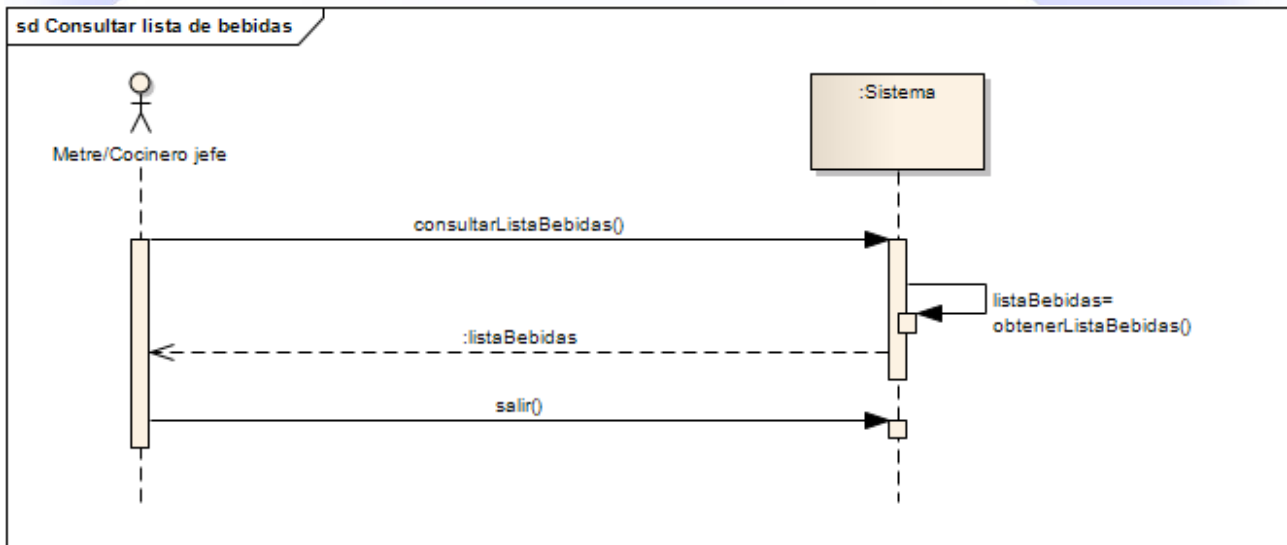 sd Consultar lista de bebidas
:Sistema
Metre/Cocinero jefe
consultarListaBebidas()
listaBebidas=
obtenerListaBebidas()
:listaBebidas
salir()